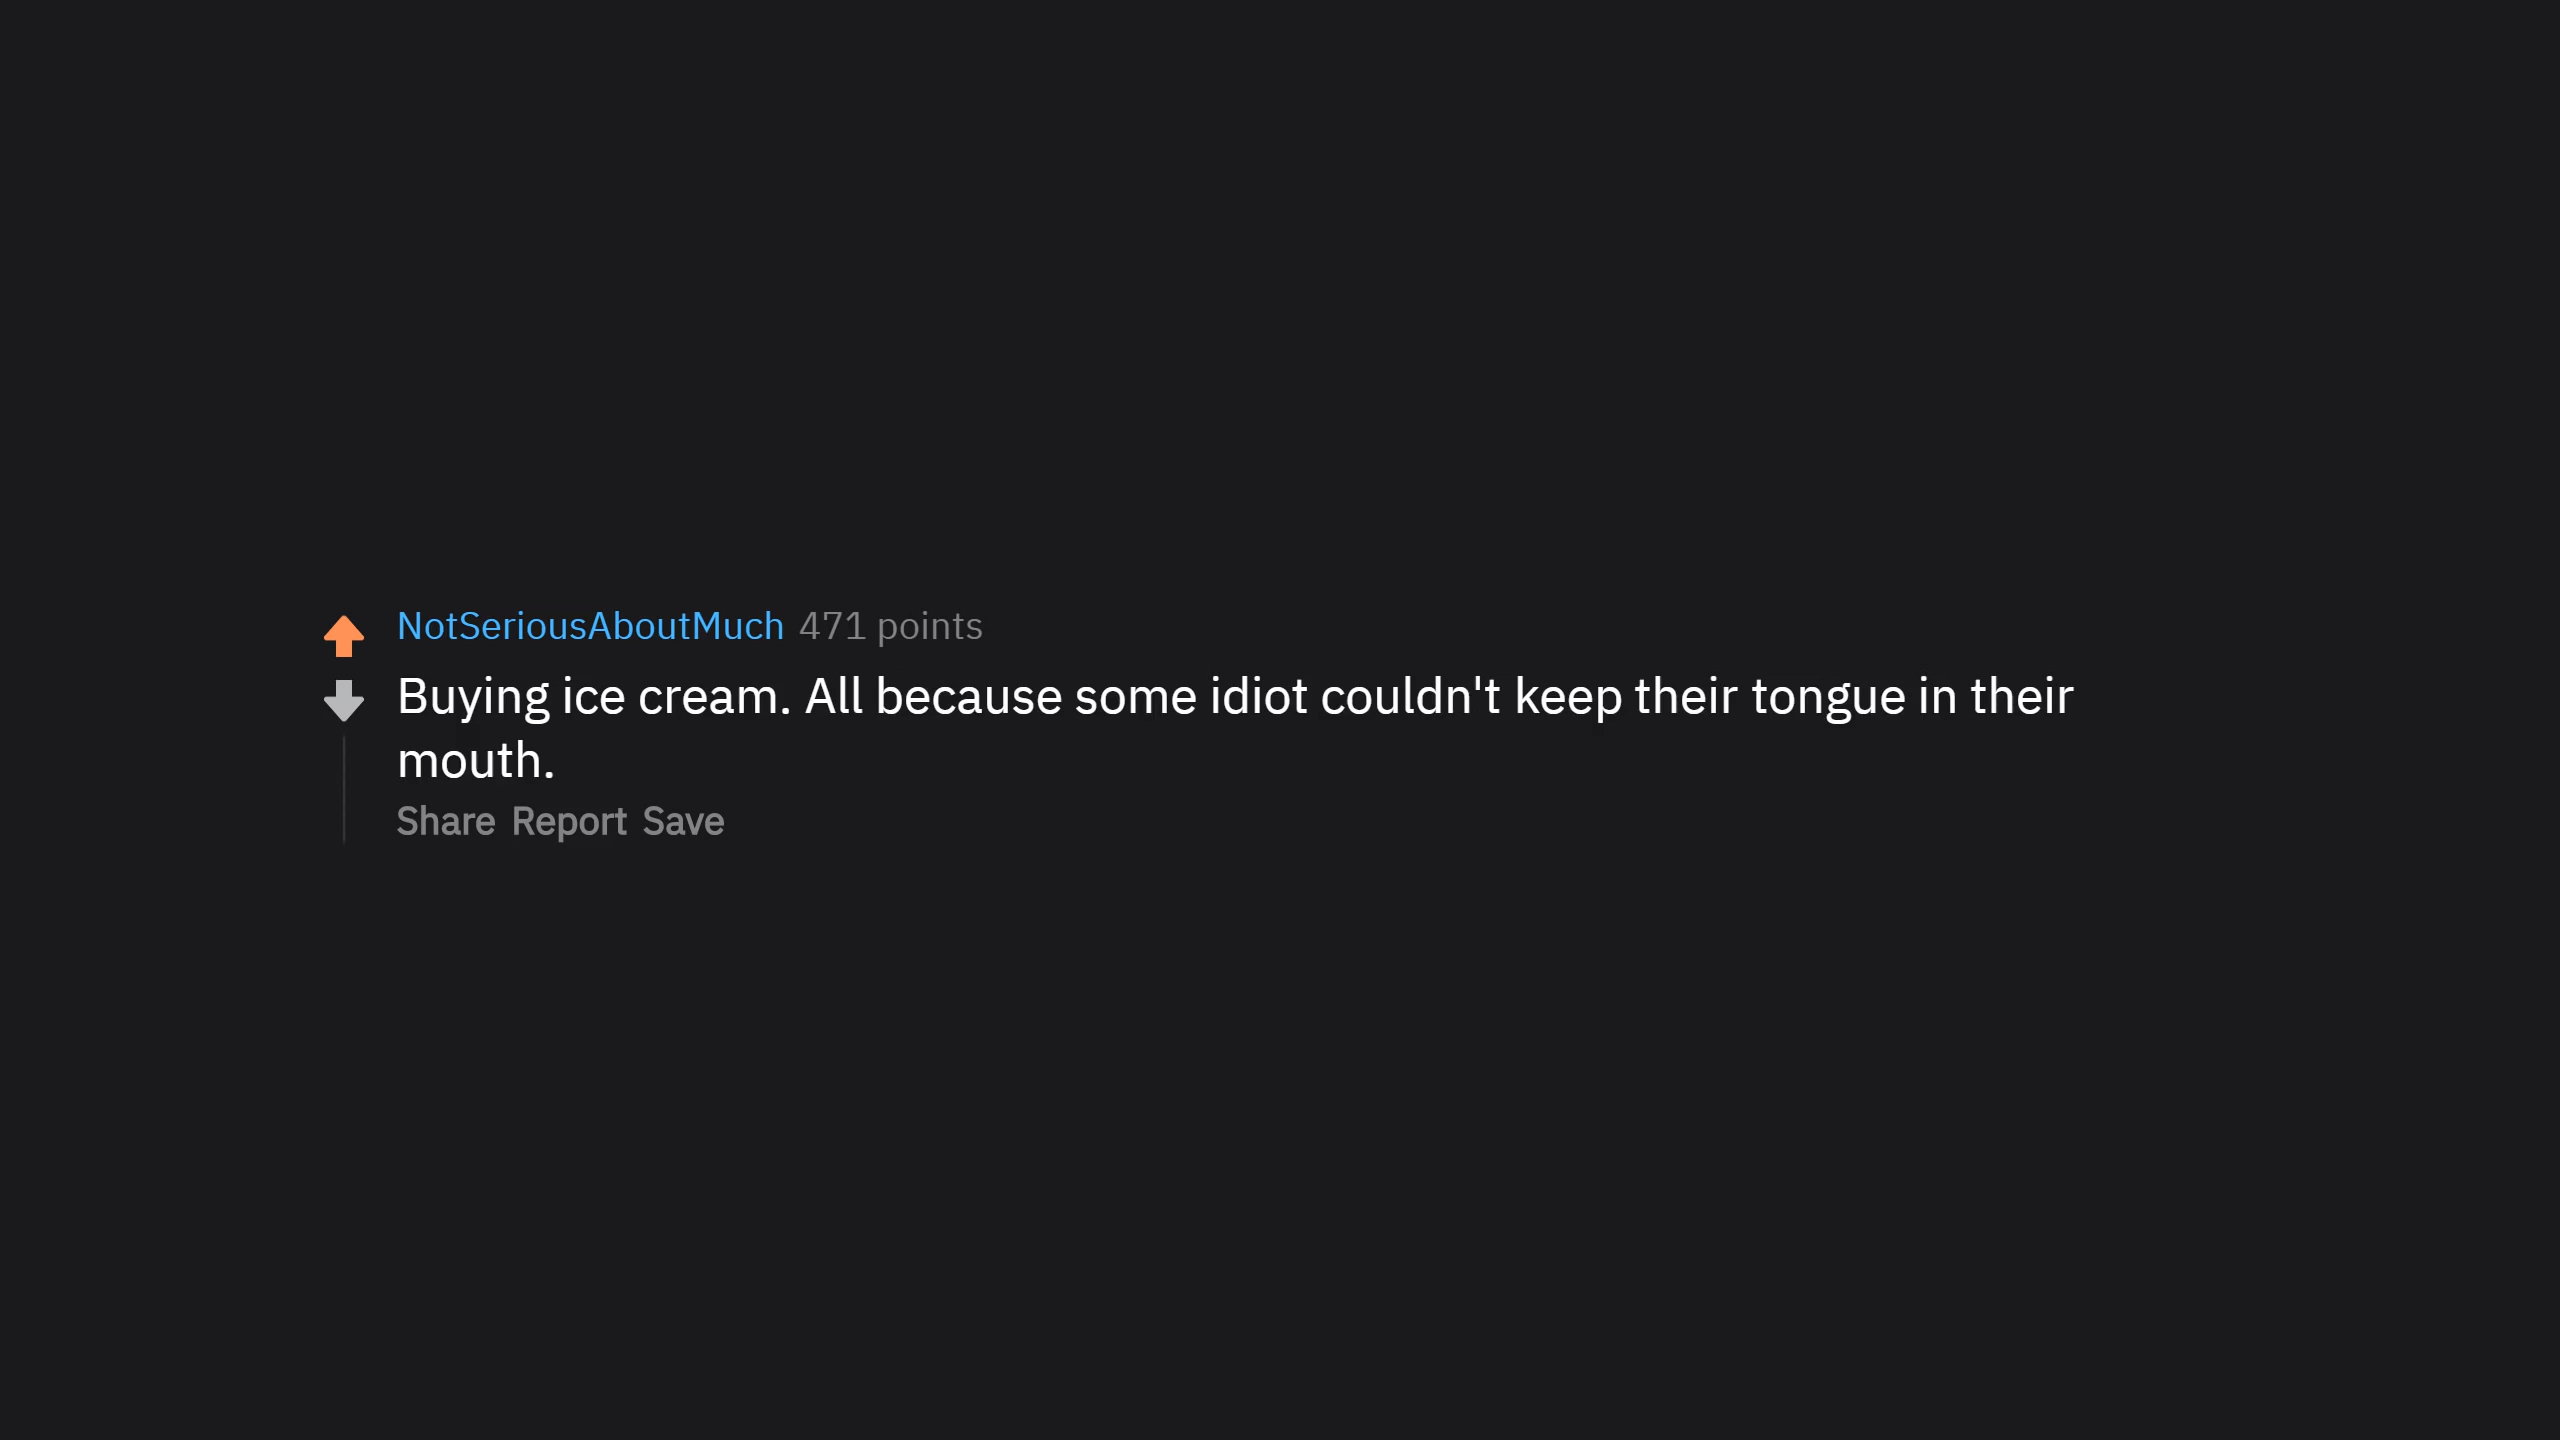 NotSeriousAboutMuch 471 points
Buying ice cream. All because some idiot couldn't keep their tongue in their
mouth.
Share Report Save